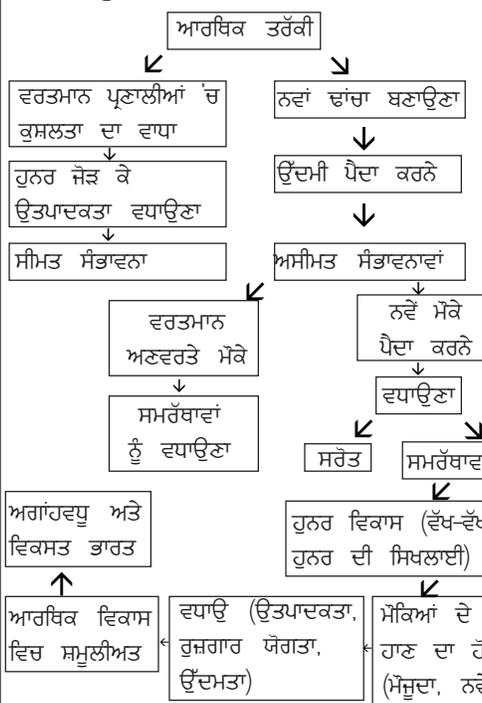 ਆਰਥਿਕ ਤਰੱਕੀ
ਵਰਤਮਾਨ ਪ੍ਰਣਾਲੀਆਂ 'ਚ
ਕੁਸ਼ਲਤਾ ਦਾ ਵਾਧਾ
ਨਵਾਂ ਢਾਂਚਾ ਬਣਾਉਣਾ
ਹੁਨਰ ਜੋੜ ਕੇ
ਉਤਪਾਦਕਤਾ ਵਧਾਉਣਾ
ਉੱਦਮੀ ਪੈਦਾ ਕਰਨੇ
ਸੀਮਤ ਸੰਭਾਵਨਾ
ਅਸੀਮਤ ਸੰਭਾਵਨਾਵਾਂ
ਵਰਤਮਾਨ
ਅਣਵਰਤੇ ਮੌਕੇ
ਨਵੇਂ ਮੌਕੇ
ਪੈਦਾ ਕਰਨੇ
ਸਮਰੱਥਾਵਾਂ
ਨੂੰ ਵਧਾਉਣਾ
ਵਧਾਉਣਾ
ਸਰੋਤ
ਸਮਰੱਥਾਵ
ਹੁਨਰ ਵਿਕਾਸ (ਵੱਖ-ਵੱਖ
ਹੁਨਰ ਦੀ ਸਿਖਲਾਈ)
ਮੌਕਿਆਂ ਦੇ
ਹਾਣ ਦਾ
(ਮੌਜੂਦਾ, ਨਵੇਂ
ਵਧਾਉ (ਉਤਪਾਦਕਤਾ,
ਰੁਜ਼ਗਾਰ ਯੋਗਤਾ,
ਉੱਦਮਤਾ)
ਆਰਥਿਕ ਵਿਕਾਸ
ਵਿਚ ਸ਼ਮੂਲੀਅਤ
ਅਗਾਂਹਵਧੂ ਅਤੇ
ਵਿਕਸਤ ਭਾਰਤ